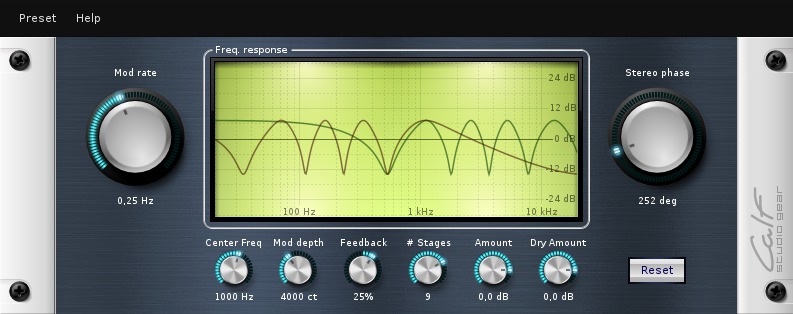 Preset Help
Freq. response
Mod rate
Stereo phase
24 dB
12 dB
0 dB
-12 dB
-24 dB
100 Hz 1 kHz 10 kHz
0,25 Hz
252 deg
Center Freq Mod depth Feedback # Stages Amount Dry Amount
1000 Hz 4000 ct 25% 9 0,0 dB 0,0 dB
Reset
Calf
studio gear